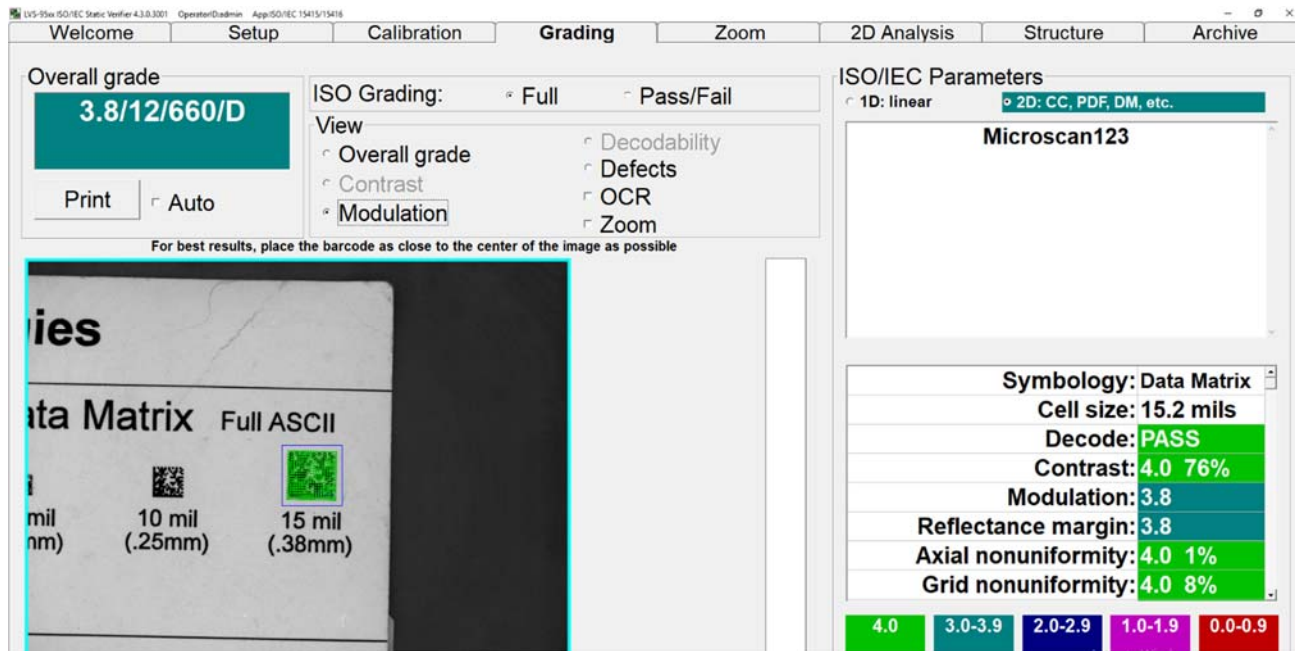 LVS-95xx ISO/IEC Static Verifier 4.3.0.3001 OperatorID:admin App:ISO/IEC 15415/15416
Welcome Setup Calibration Grading Zoom 2D Analysis Structure Archive
Overall grade
3.8/12/660/D
Print
Auto
ISO Grading: Full Pass/Fail
View
Overall grade
Contrast
Modulation
Decodability
Defects
OCR
Zoom
For best results, place the barcode as close to the center of the image as possible
ies
ata Matrix Full ASCII
mil 10 mil 15 mil
nm) (.25mm) (.38mm)
ISO/IEC Parameters
1D: linear 2D: CC, PDF, DM, etc.
Microscan123
Symbology: Data Matrix
Cell size: 15.2 mils
Decode: PASS
Contrast: 4.0 76%
Modulation: 3.8
Reflectance margin: 3.8
Axial nonuniformity: 4.0 1%
Grid nonuniformity: 4.0 8%
4.0 3.0-3.9 2.0-2.9 1.0-1.9 0.0-0.9